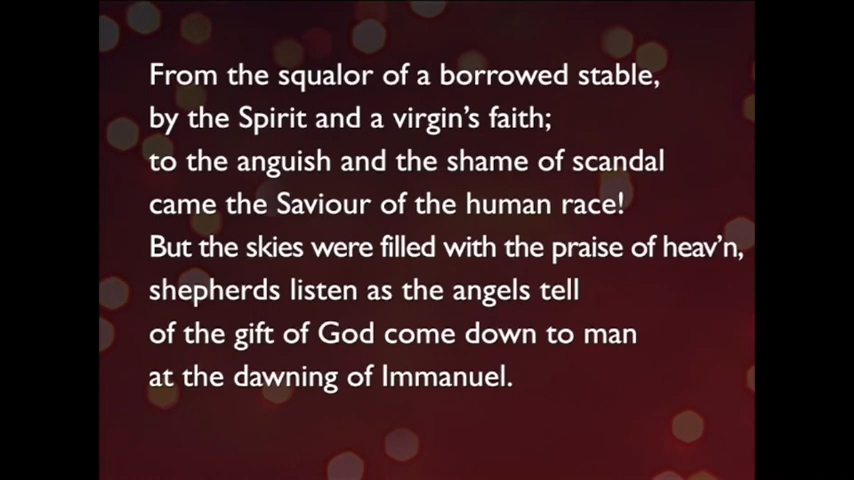 From the squalor of a borrowed stable,
by the Spirit and a virgin’s faith;
to the anguish and the shame of scandal
came the Saviour of the human race!
But the skies were filled with the praise of heav’n,
shepherds listen as the angels tell
of the gift of God come down to man
at the dawning of Immanuel.